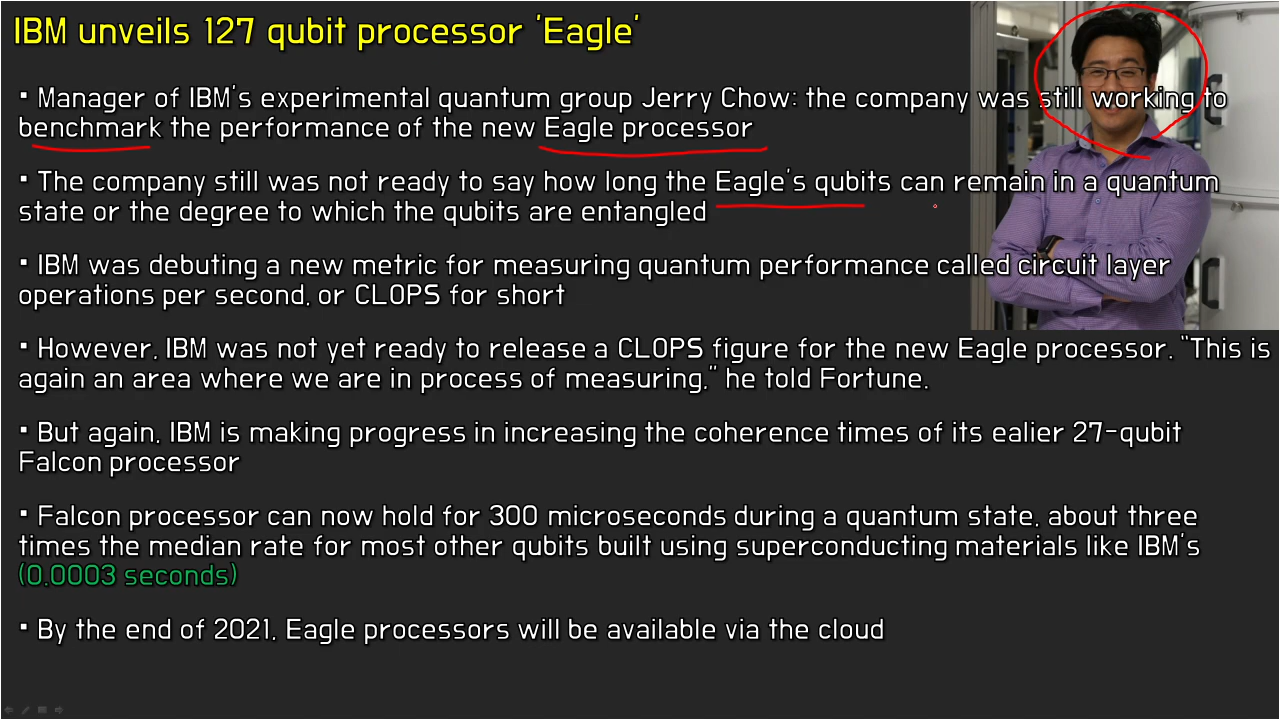 IBM unveils 127 qubit processor 'Eagle'
▪ Manager of IBM's experimental quantum group Jerry Chow: the company was still working to
benchmark the performance of the new Eagle processor
▪ The company still was not ready to say how long the Eagle's qubits can remain in a quantum
state or the degree to which the qubits are entangled
▪ IBM was debuting a new metric for measuring quantum performance called circuit layer
operations per second, or CLOPS for short
▪ However, IBM was not yet ready to release a CLOPS figure for the new Eagle processor. "This is
again an area where we are in process of measuring," he told Fortune.
▪ But again, IBM is making progress in increasing the coherence times of its ealier 27-qubit
Falcon processor
▪ Falcon processor can now hold for 300 microseconds during a quantum state, about three
times the median rate for most other qubits built using superconducting materials like IBM's
(0.0003 seconds)
▪ By the end of 2021, Eagle processors will be available via the cloud